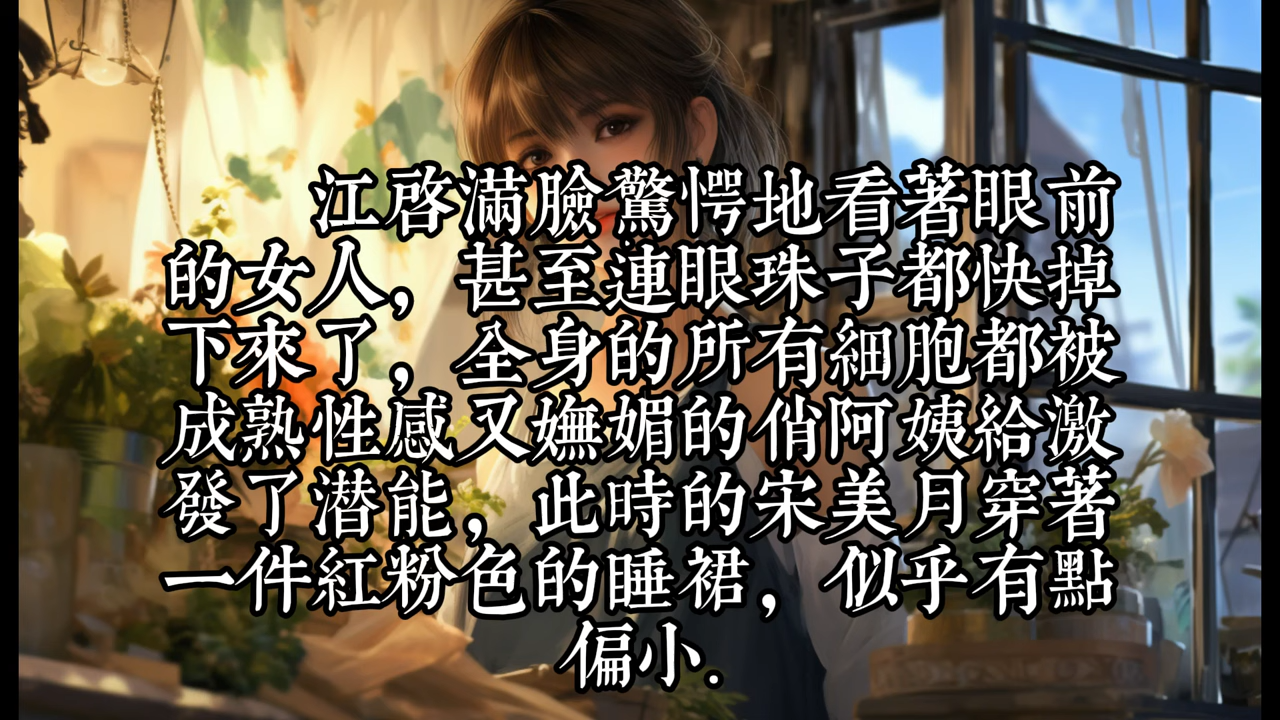 江啓滿臉驚愕地看著眼前
的女人，甚至連眼珠子都快掉
下來了，全身的所有細胞都被
成熟性感又嫵媚的俏阿姨給激
發了潜能，此時的宋美月穿著
一件紅粉色的睡裙，似乎有點
偏小.